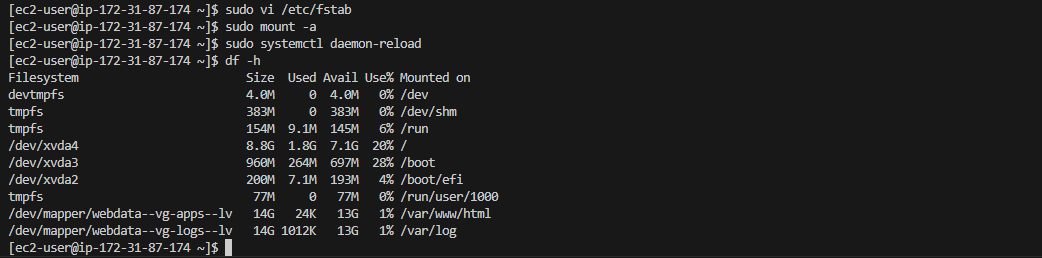 [ec2-user@ip-172-31-87-174 ~]$ sudo vi /etc/fstab
[ec2-user@ip-172-31-87-174 ~]$ sudo mount -a
[ec2-user@ip-172-31-87-174 ~]$ sudo systemctl daemon-reload
[ec2-user@ip-172-31-87-174 ~]$ df -h
Filesystem                        Size  Used Avail Use% Mounted on
devtmpfs                          4.0M     0  4.0M   0% /dev
tmpfs                             383M     0  383M   0% /dev/shm
tmpfs                             154M  9.1M  145M   6% /run
/dev/xvda4                        8.8G  1.8G  7.1G  20% /
/dev/xvda3                        960M  264M  697M  28% /boot
/dev/xvda2                        200M  7.1M  193M   4% /boot/efi
tmpfs                              77M     0   77M   0% /run/user/1000
/dev/mapper/webdata--vg-apps--lv   14G   24K   13G   1% /var/www/html
/dev/mapper/webdata--vg-logs--lv   14G 1012K   13G   1% /var/log
[ec2-user@ip-172-31-87-174 ~]$